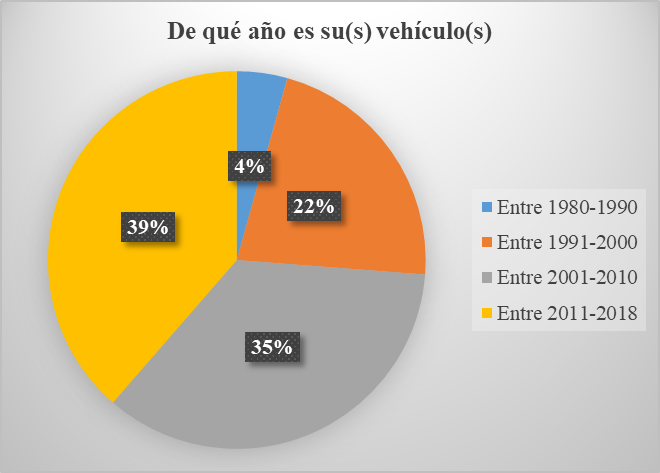 De qué año es su(s) vehículo(s)
4%
22%
39%
35%
Entre 1980-1990
Entre 1991-2000
Entre 2001-2010
Entre 2011-2018